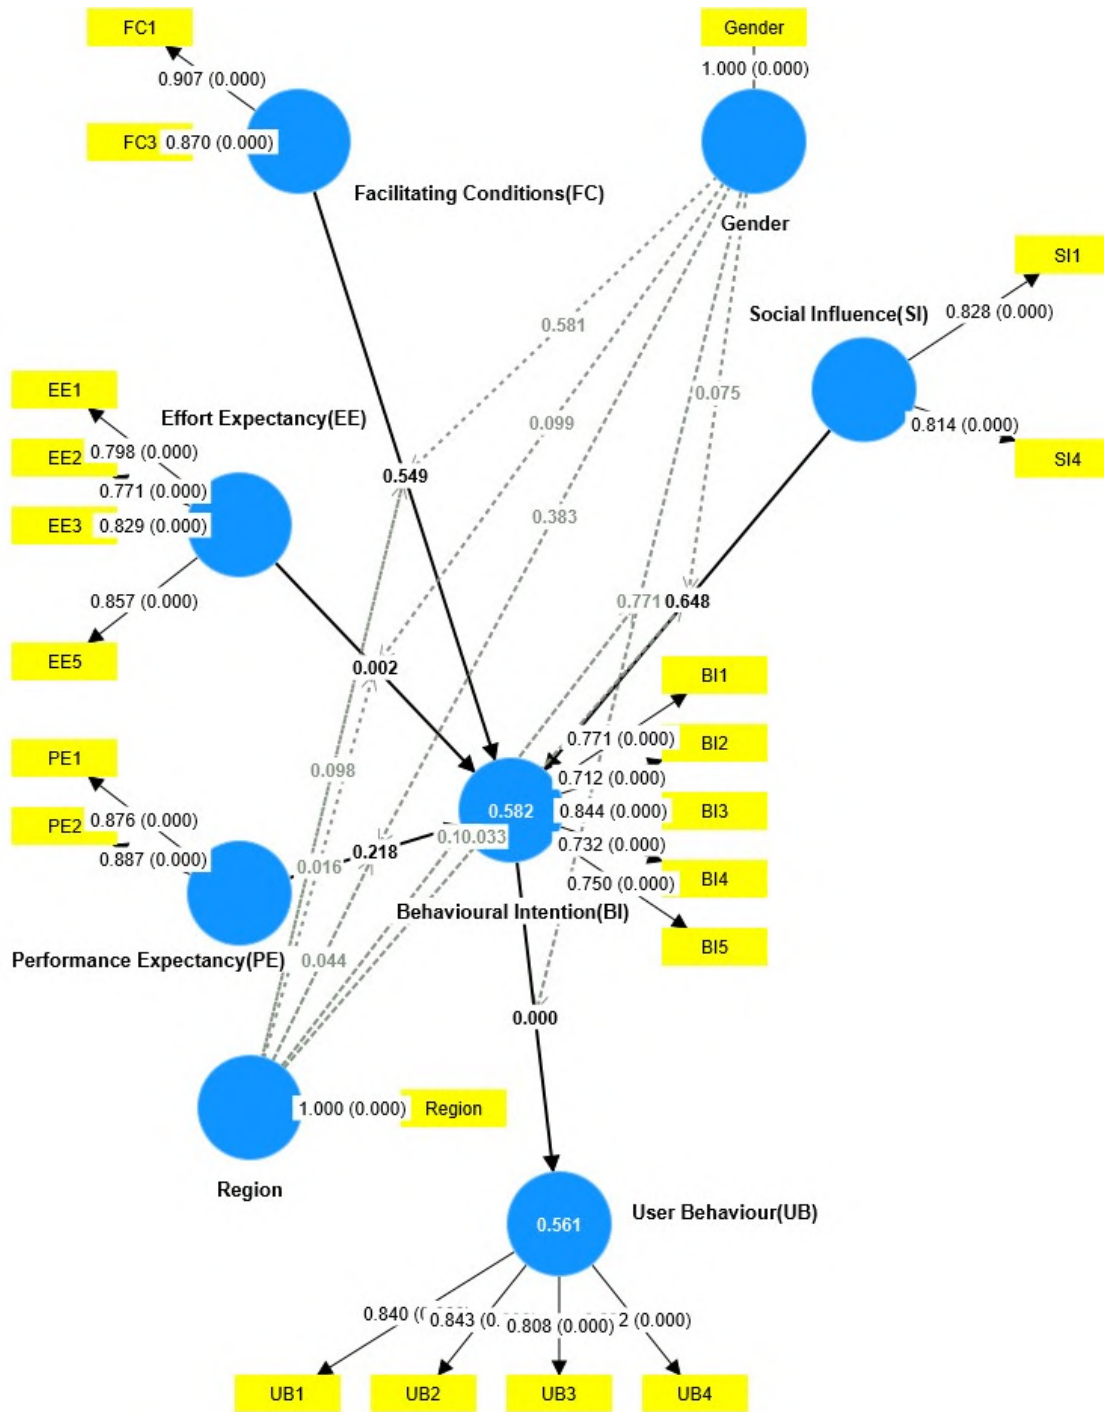 FC1
Gender
0.907 (0.000)
1.000 (0.000)
FC3
0.870 (0.000)
Facilitating Conditions(FC)
Gender
SI1
Social Influence(SI)
0.828 (0.000)
0.581
EE1
0.075
Effort Expectancy(EE)
0.099
0.814 (0.000)
EE2
0.798 (0.000)
SI4
0.549
0.771 (0.000)
EE3
0.829 (0.000)
0.383
0.857 (0.000)
0.771
0.648
EE5
0.002
BI1
0.771 (0.000)
BI2
PE1
0.098
0.712 (0.000)
0.582
0.844 (0.000)
BI3
PE2
0.876 (0.000)
0.033
0.732 (0.000)
0.218
0.887 (0.000)
0.016
0.750 (0.000)
BI4
Behavioural Intention(BI)
BI5
Performance Expectancy(PE)
0.044
0.000
1.000 (0.000)
Region
Region
User Behaviour(UB)
0.561
0.840
0.843
0.808 (0.000)
(0.000)
UB1
UB2
UB3
UB4